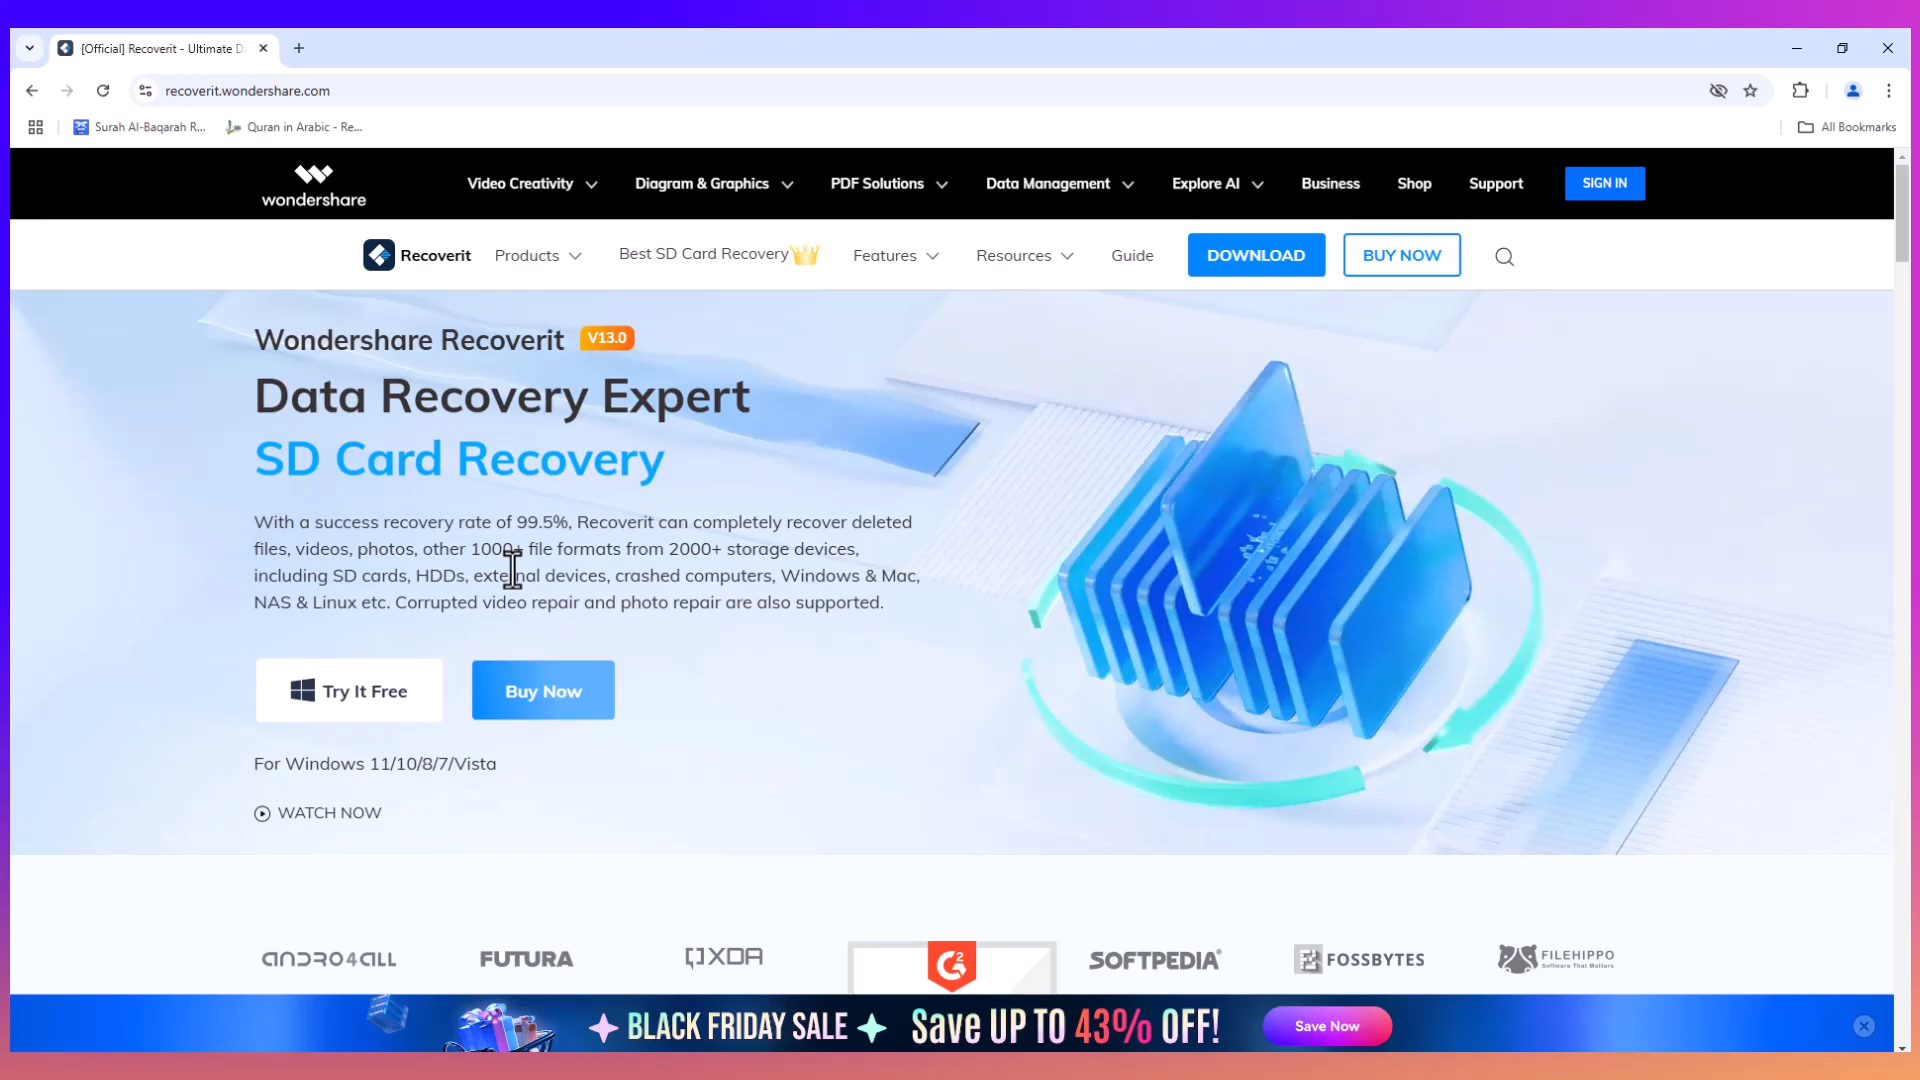 [Official] Recoverit - Ultimate D
recoverit.wondershare.com
Surah Al-Baqarah R...
Quran in Arabic - Re...
All Bookmarks
wondershare
Video Creativity
Diagram & Graphics
PDF Solutions
Data Management
Explore AI
Business
Shop
Support
SIGN IN
Recoverit
Products
Best SD Card Recovery
Features
Resources
Guide
DOWNLOAD
BUY NOW
Wondershare Recoverit V13.0
Data Recovery Expert
SD Card Recovery
With a success recovery rate of 99.5%, Recoverit can completely recover deleted
files, videos, photos, other 1000+ file formats from 2000+ storage devices,
including SD cards, HDDs, external devices, crashed computers, Windows & Mac,
NAS & Linux etc. Corrupted video repair and photo repair are also supported.
Try It Free
Buy Now
For Windows 11/10/8/7/Vista
WATCH NOW
ANDRO4ALL
FUTURA
XDA
G2
SOFTPEDIA®
FOSSBYTES
FILEHIPPO
Software That Matters
BLACK FRIDAY SALE
Save UP TO 43% OFF!
Save Now